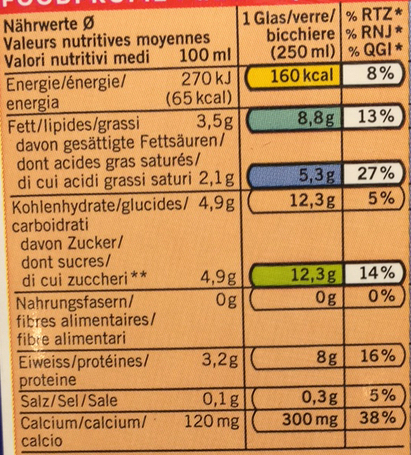 Nährwerte Ø
Valeurs nutritives moyennes
Valori nutritivi medi 100 ml
1 Glas/verre/ bicchiere (250 ml)
% RTZ*
% RNJ*
% QGI*
Energie/énergie/ 270 kJ 160 kcal 8%
energia (65 kcal)
Fett/lipides/grassi 3,5g 8,8g 13%
davon gesättigte Fettsäuren/
dont acides gras saturés/
di cui acidi grassi saturi 2,1g 5,3g 27%
Kohlenhydrate/glucides/ 4,9g 12,3g 5%
carboidrati
davon Zucker/
dont sucres/
di cui zuccheri** 4,9g 12,3g 14%
Nahrungsfasern/ 0g 0g 0%
fibres alimentaires/
fibre alimentari
Eiweiss/protéines/ 3,2g 8g 16%
proteine
Salz/Sel/Sale 0,1g 0,3g 5%
Calcium/calcium/ 120 mg 300 mg 38%
calcio